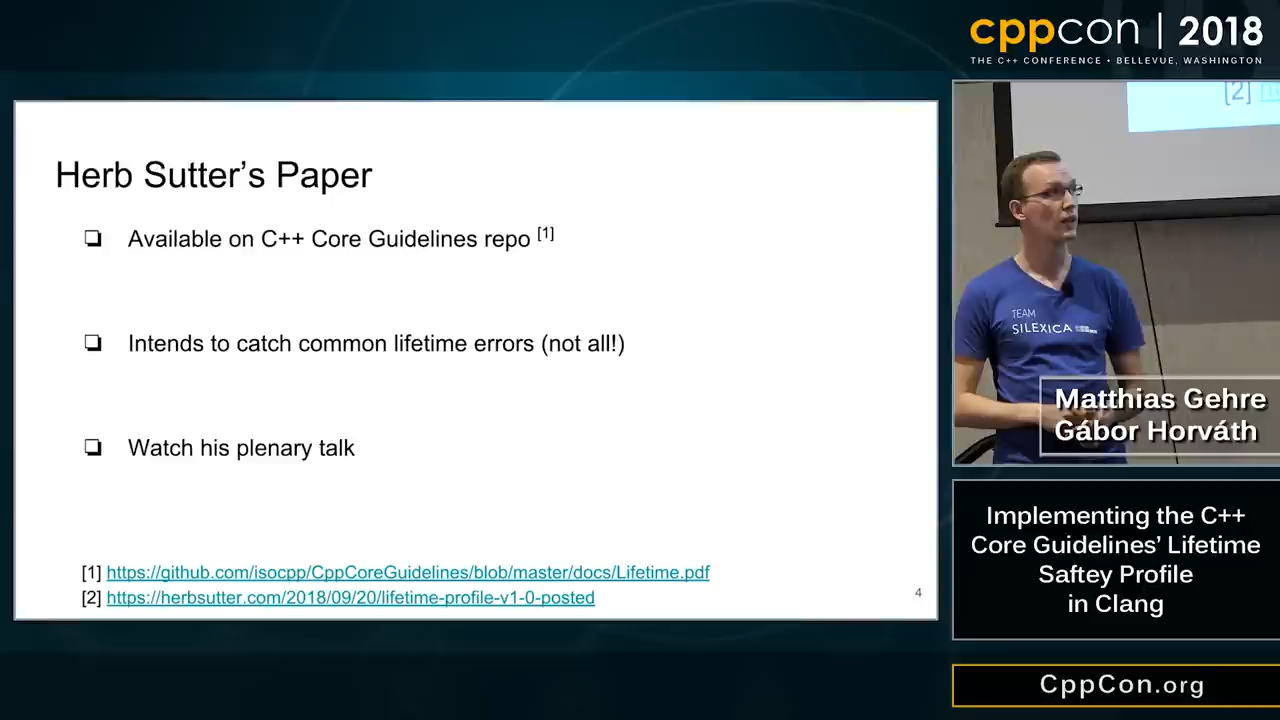 cppcon | 2018
THE C++ CONFERENCE • BELLEVUE, WASHINGTON
Herb Sutter's Paper
❏ Available on C++ Core Guidelines repo [1]
❏ Intends to catch common lifetime errors (not all!)
❏ Watch his plenary talk
[1] https://github.com/isocpp/CppCoreGuidelines/blob/master/docs/Lifetime.pdf
[2] https://herbsutter.com/2018/09/20/lifetime-profile-v1-0-posted
4
[2]
TEAM
SILEXICA
Matthias Gehre
Gábor Horváth
Implementing the C++
Core Guidelines' Lifetime
Saftey Profile
in Clang
CppCon.org